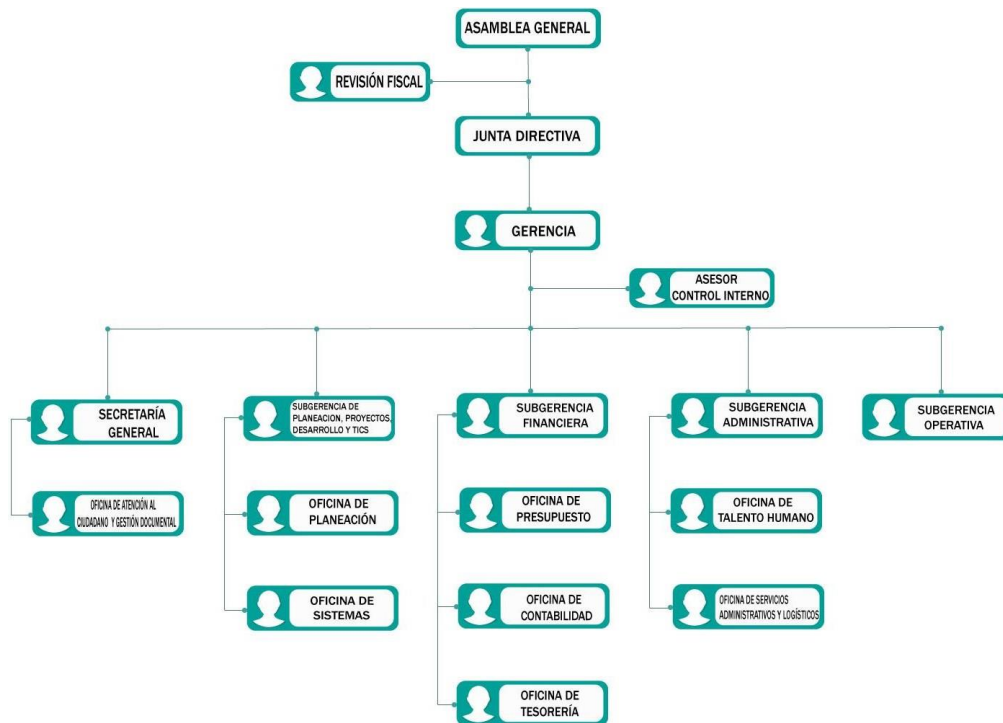 ASAMBLEA GENERAL
REVISIÓN FISCAL
JUNTA DIRECTIVA
GERENCIA
ASESOR
CONTROL INTERNO
SECRETARÍA
GENERAL
SUBGERENCIA DE
PLANEACION, PROYECTOS,
DESARROLLO Y TICS
SUBGERENCIA
FINANCIERA
SUBGERENCIA
ADMINISTRATIVA
SUBGERENCIA
OPERATIVA
OFICINA DE ATENCIÓN AL
CIUDADANO Y GESTIÓN DOCUMENTAL
OFICINA DE
PLANEACIÓN
OFICINA DE
PRESUPUESTO
OFICINA DE
TALENTO HUMANO
OFICINA DE
SISTEMAS
OFICINA DE
CONTABILIDAD
OFICINA DE SERVICIOS
ADMINISTRATIVOS Y LOGÍSTICOS
OFICINA DE
TESORERÍA